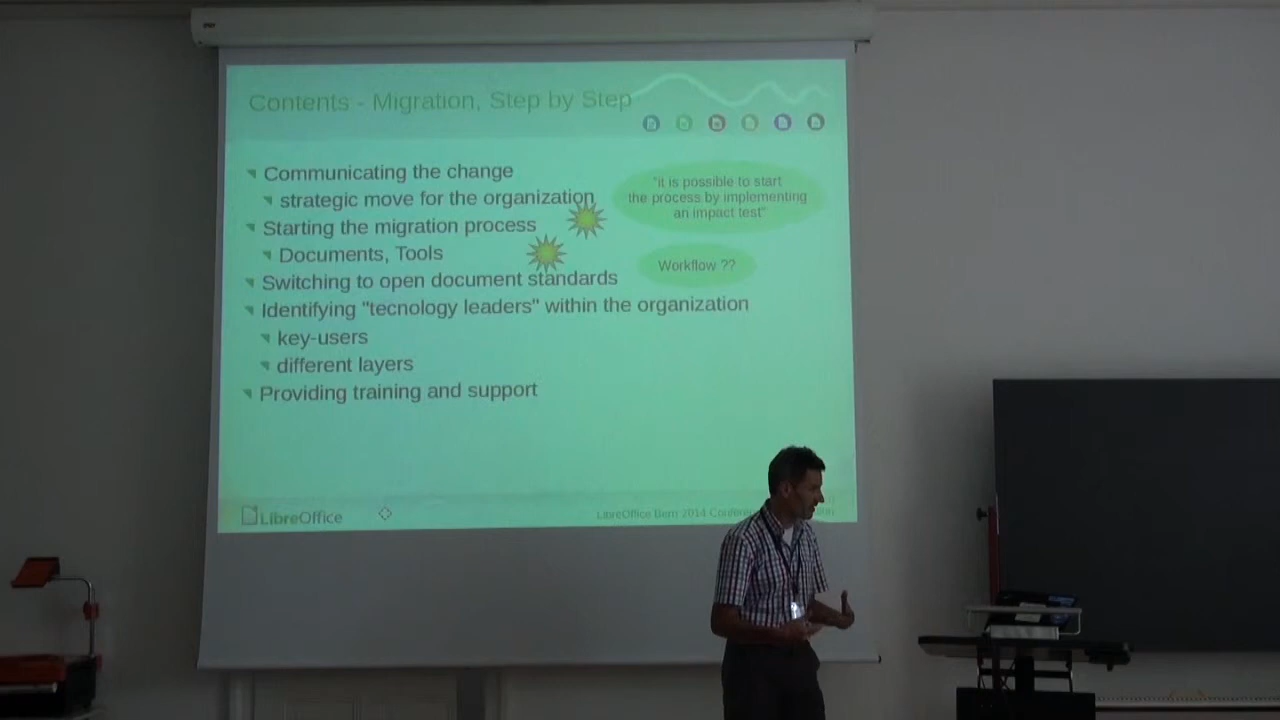 Contents - Migration, Step by Step
Communicating the change
strategic move for the organization
Starting the migration process
Documents, Tools
Switching to open document standards
Identifying "tecnology leaders" within the organization
key-users
different layers
Providing training and support
"it is possible to start
the process by implementing
an impact test"
Workflow ??
LibreOffice
LibreOffice Bern 2014